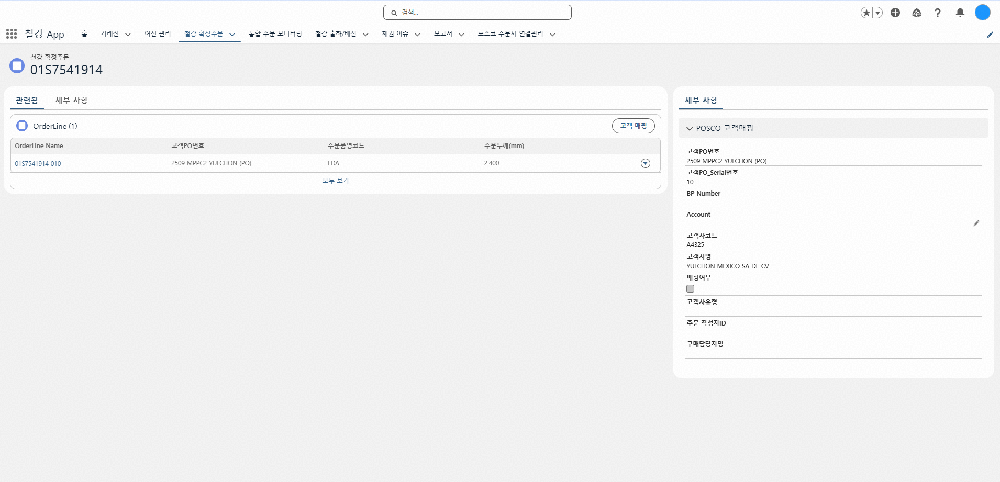 검색...
철강 App
홈
거래선
여신 관리
철강 확정주문
통합 주문 모니터링
철강 출하/배선
채권 이슈
보고서
포스코 주문자 연결관리
철강 확정주문
01S7541914
관련됨
세부 사항
OrderLine (1)
고객 매핑
OrderLine Name
고객PO번호
주문품명코드
주문두께(mm)
01S7541914 010
2509 MPPC2 YULCHON (PO)
FDA
2.400
모두 보기
세부 사항
POSCO 고객매핑
고객PO번호
2509 MPPC2 YULCHON (PO)
고객PO_Serial번호
10
BP Number
Account
고객사코드
A4325
고객사명
YULCHON MEXICO SA DE CV
매핑여부
고객사유형
주문 작성자ID
구매담당자명